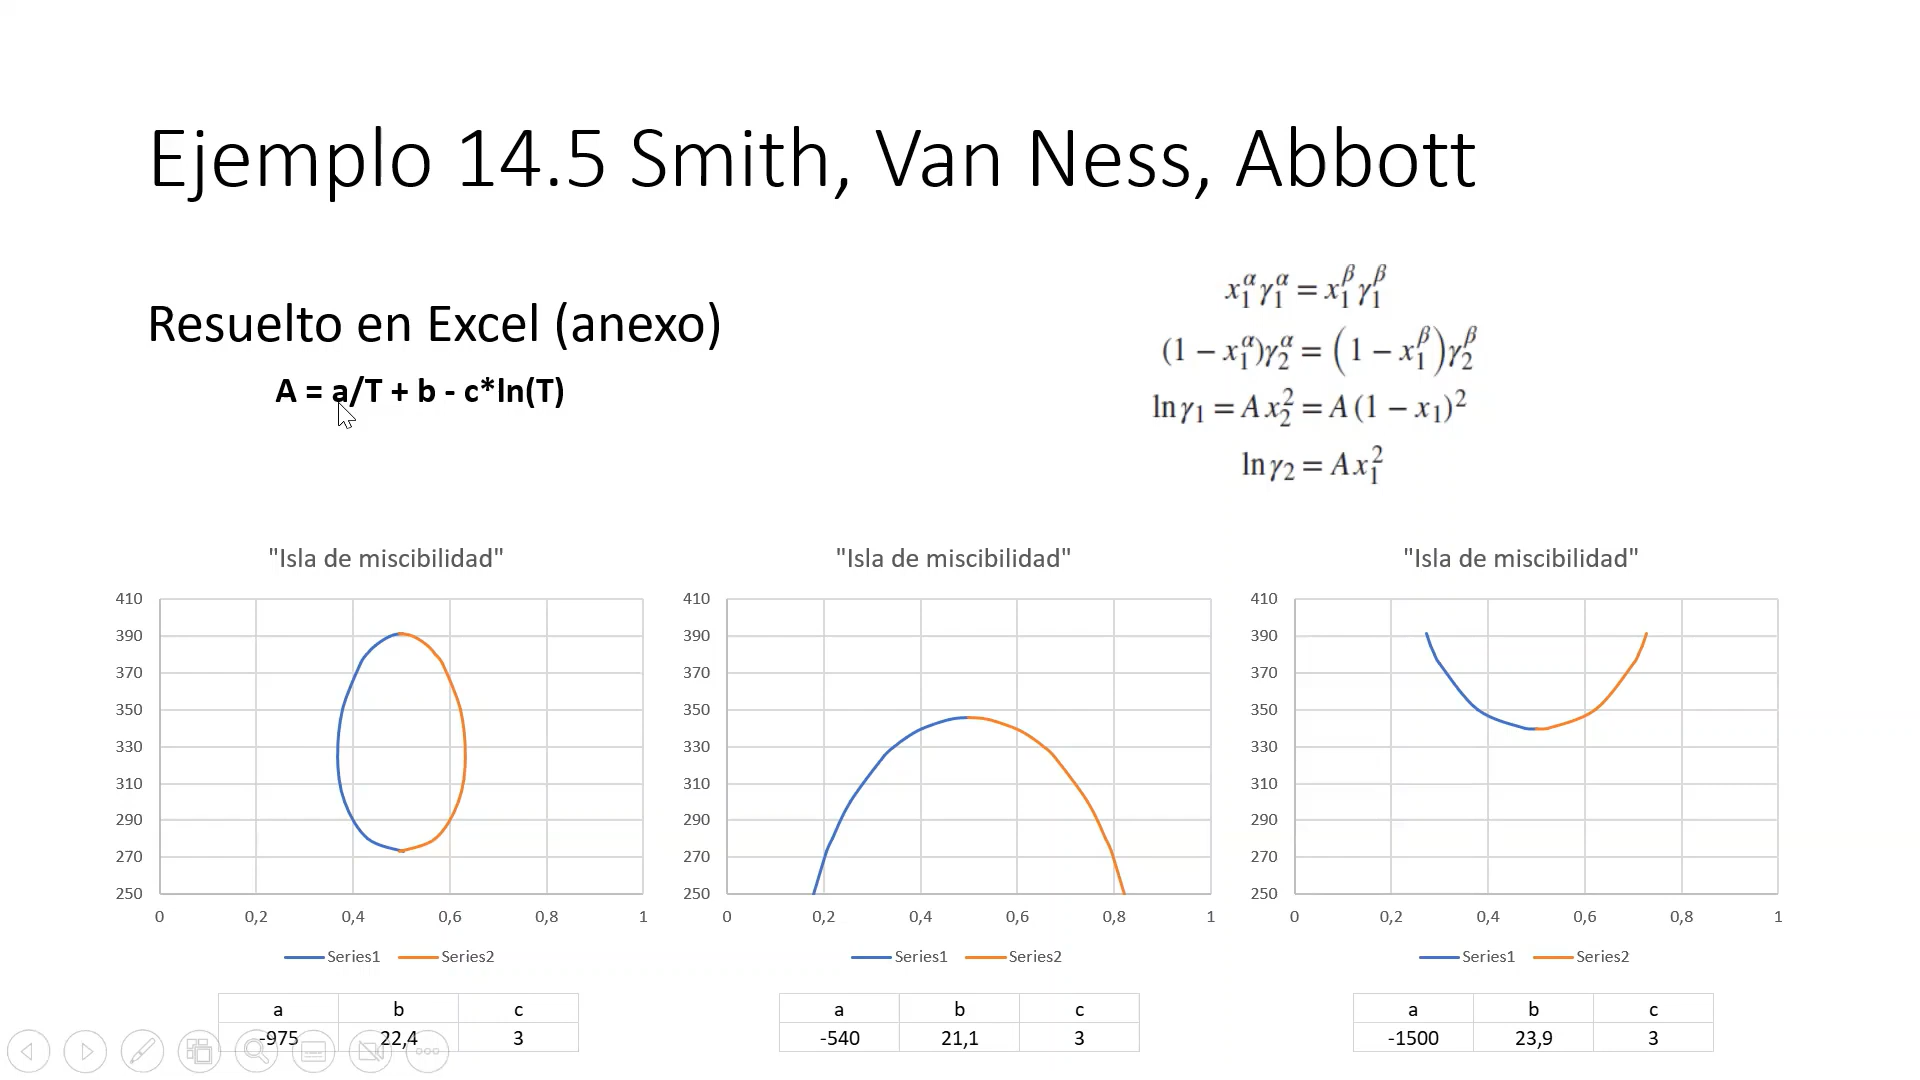 Ejemplo 14.5 Smith, Van Ness, Abbott
Resuelto en Excel (anexo)
A = a/T + b - c*ln(T)
x₁^α γ₁^α = x₁^β γ₁^β
(1 − x₁^α)γ₂^α = (1 − x₁^β)γ₂^β
ln γ₁ = A x₂² = A (1 − x₁)²
ln γ₂ = A x₁²
"Isla de miscibilidad"
410
390
370
350
330
310
290
270
250
0 0,2 0,4 0,6 0,8 1
Series1 Series2
a b c
-975 22,4 3
"Isla de miscibilidad"
410
390
370
350
330
310
290
270
250
0 0,2 0,4 0,6 0,8 1
Series1 Series2
a b c
-540 21,1 3
"Isla de miscibilidad"
410
390
370
350
330
310
290
270
250
0 0,2 0,4 0,6 0,8 1
Series1 Series2
a b c
-1500 23,9 3